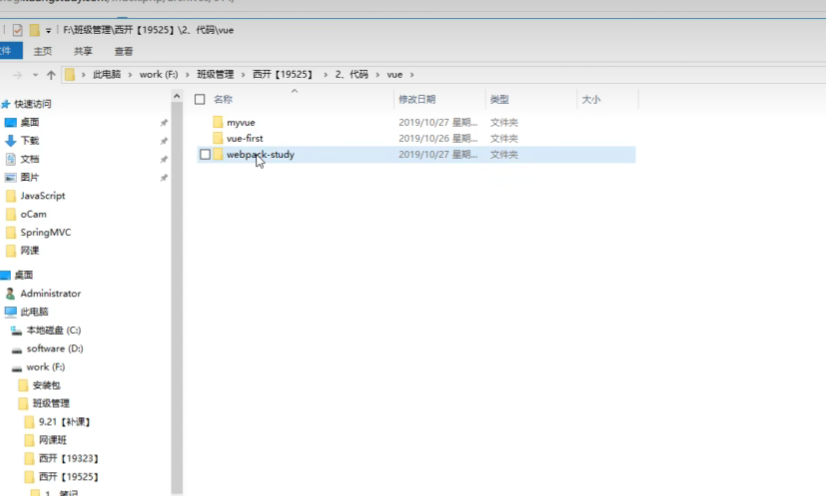 F:\班级管理\西开【19525】\2、代码\vue
文件 主页 共享 查看
此电脑 › work (F:) › 班级管理 › 西开【19525】 › 2、代码 › vue ›
名称 修改日期 类型 大小
myvue 2019/10/27 星期... 文件夹
vue-first 2019/10/26 星期... 文件夹
webpack-study 2019/10/27 星期... 文件夹
快速访问
桌面
下载
文档
图片
JavaScript
oCam
SpringMVC
网课
桌面
Administrator
此电脑
本地磁盘 (C:)
software (D:)
work (F:)
安装包
班级管理
9.21【补课】
网课班
西开【19323】
西开【19525】
1、笔记